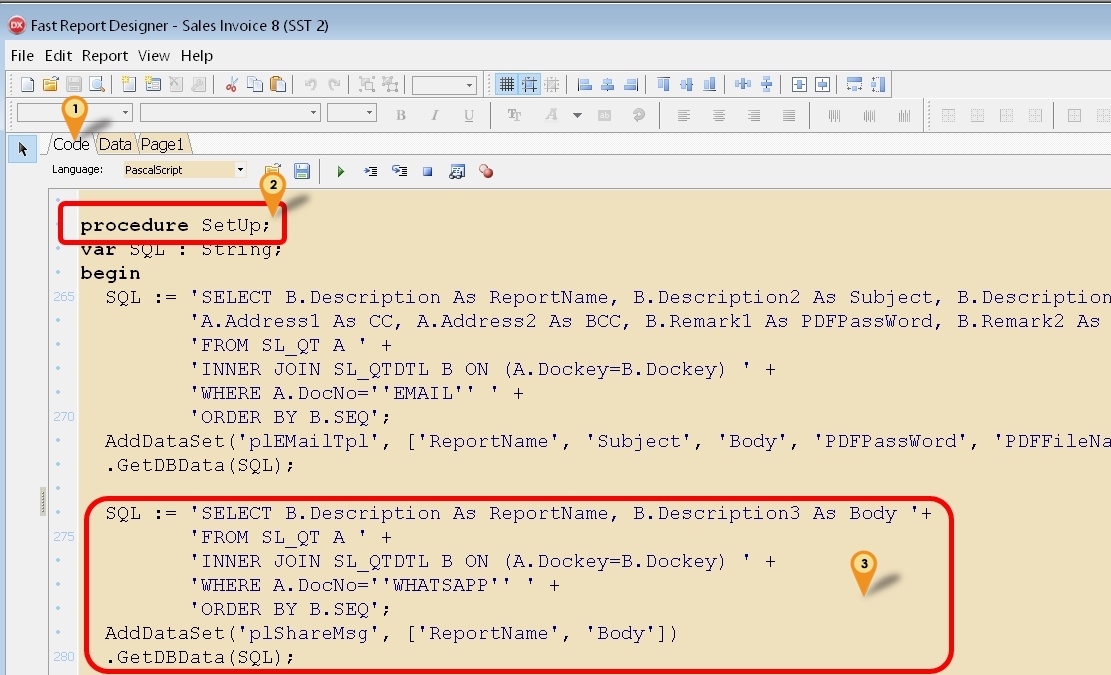 DX Fast Report Designer - Sales Invoice 8 (SST 2)
File Edit Report View Help
B I U
1
Code Data Page1
Language: PascalScript
2
procedure SetUp;
var SQL : String;
begin
265 SQL := 'SELECT B.Description As ReportName, B.Description2 As Subject, B.Description
'A.Address1 As CC, A.Address2 As BCC, B.Remark1 As PDFPassWord, B.Remark2 As
'FROM SL_QT A ' +
'INNER JOIN SL_QTDTL B ON (A.Dockey=B.Dockey) ' +
'WHERE A.DocNo=''EMAIL'' ' +
270 'ORDER BY B.SEQ';
AddDataSet('plEMailTpl', ['ReportName', 'Subject', 'Body', 'PDFPassWord', 'PDFFileNa
.GetDBData(SQL);
SQL := 'SELECT B.Description As ReportName, B.Description3 As Body '+
275 'FROM SL_QT A ' +
'INNER JOIN SL_QTDTL B ON (A.Dockey=B.Dockey) ' +
3
'WHERE A.DocNo=''WHATSAPP'' ' +
'ORDER BY B.SEQ';
AddDataSet('plShareMsg', ['ReportName', 'Body'])
280 .GetDBData(SQL);